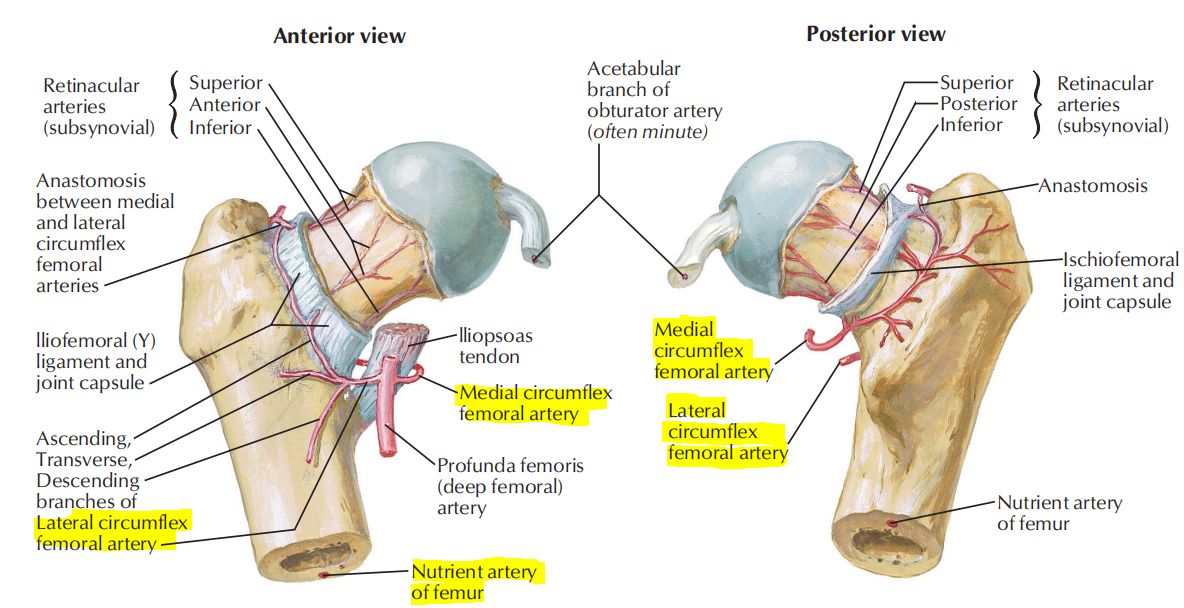 Anterior view
Retinacular
arteries
(subsynovial)
Superior
Anterior
Inferior
Anastomosis
between medial
and lateral
circumflex
femoral
arteries
Iliofemoral (Y)
ligament and
joint capsule
Ascending,
Transverse,
Descending
branches of
Lateral circumflex
femoral artery
Iliopsoas
tendon
Medial circumflex
femoral artery
Profunda femoris
(deep femoral)
artery
Nutrient artery
of femur
Acetabular
branch of
obturator artery
(often minute)
Posterior view
Superior
Posterior
Inferior
Retinacular
arteries
(subsynovial)
Anastomosis
Ischiofemoral
ligament and
joint capsule
Medial
circumflex
femoral artery
Lateral
circumflex
femoral artery
Nutrient artery
of femur